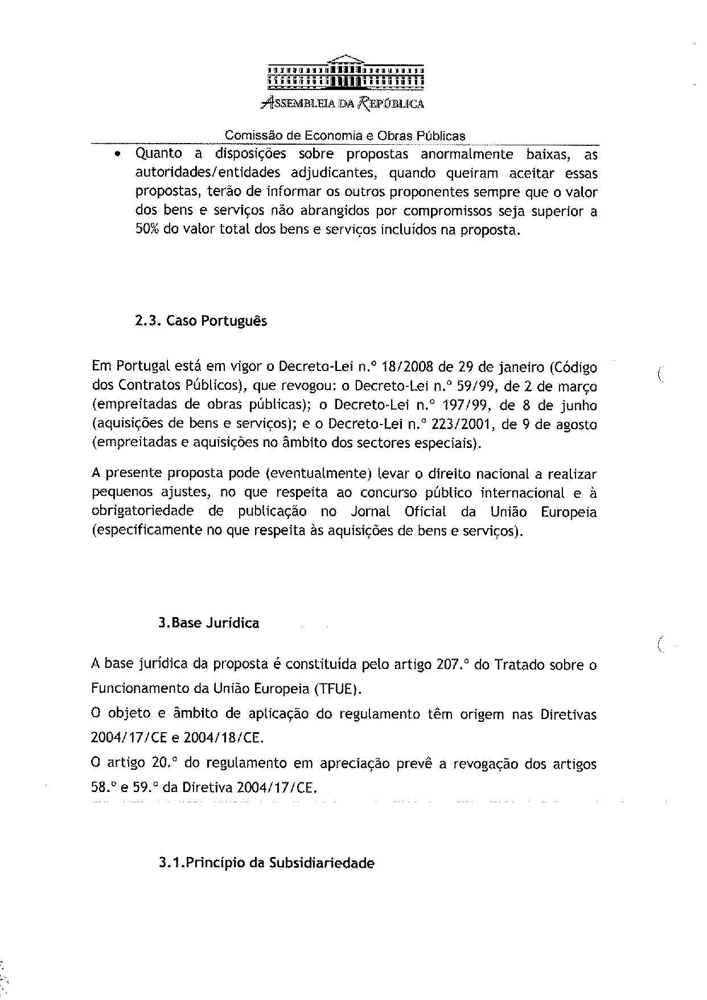 ASSEMBLEIA DA REPÚBLICA
Comissão de Economia e Obras Públicas
• Quanto a disposições sobre propostas anormalmente baixas, as
autoridades/entidades adjudicantes, quando queiram aceitar essas
propostas, terão de informar os outros proponentes sempre que o valor
dos bens e serviços não abrangidos por compromissos seja superior a
50% do valor total dos bens e serviços incluídos na proposta.
2.3. Caso Português
Em Portugal está em vigor o Decreto-Lei n.º 18/2008 de 29 de janeiro (Código
dos Contratos Públicos), que revogou: o Decreto-Lei n.º 59/99, de 2 de março
(empreitadas de obras públicas); o Decreto-Lei n.º 197/99, de 8 de junho
(aquisições de bens e serviços); e o Decreto-Lei n.º 223/2001, de 9 de agosto
(empreitadas e aquisições no âmbito dos sectores especiais).
A presente proposta pode (eventualmente) levar o direito nacional a realizar
pequenos ajustes, no que respeita ao concurso público internacional e à
obrigatoriedade de publicação no Jornal Oficial da União Europeia
(especificamente no que respeita às aquisições de bens e serviços).
3.Base Jurídica
A base jurídica da proposta é constituída pelo artigo 207.º do Tratado sobre o
Funcionamento da União Europeia (TFUE).
O objeto e âmbito de aplicação do regulamento têm origem nas Diretivas
2004/17/CE e 2004/18/CE.
O artigo 20.º do regulamento em apreciação prevê a revogação dos artigos
58.º e 59.º da Diretiva 2004/17/CE.
3.1.Princípio da Subsidiariedade